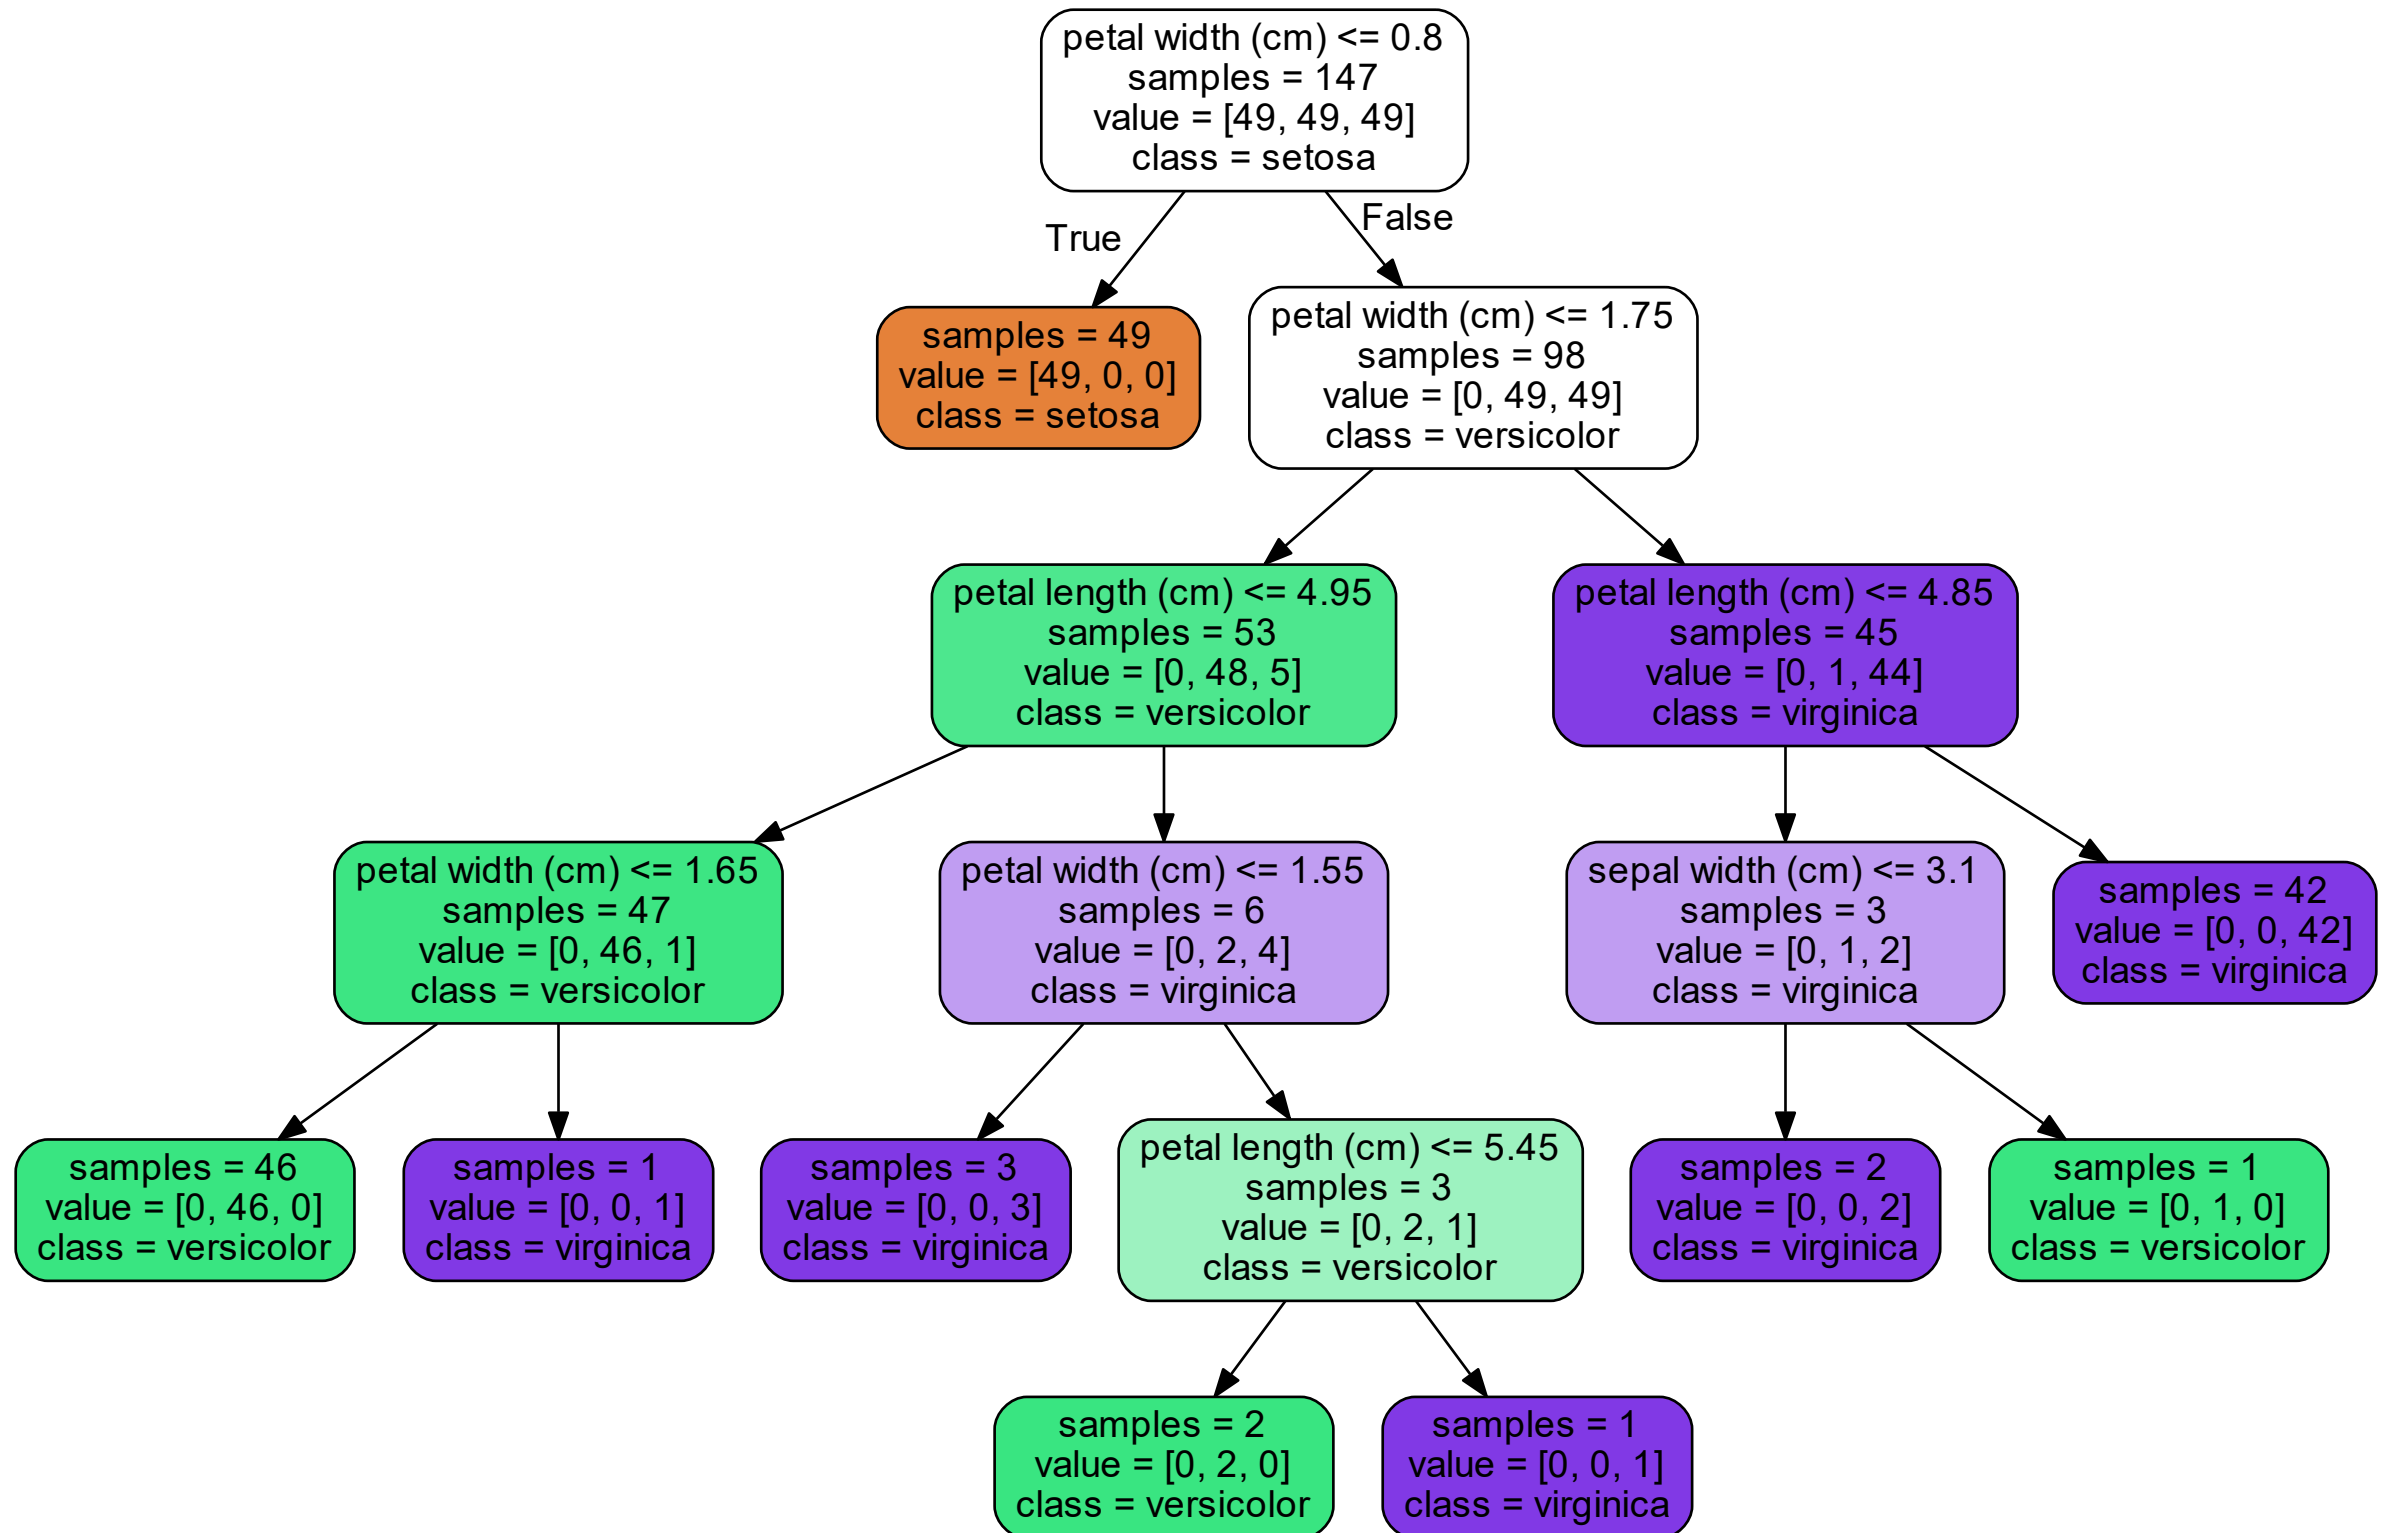 petal width (cm) <= 0.8
samples = 147
value = [49, 49, 49]
class = setosa
True
False
samples = 49
value = [49, 0, 0]
class = setosa
petal width (cm) <= 1.75
samples = 98
value = [0, 49, 49]
class = versicolor
petal length (cm) <= 4.95
samples = 53
value = [0, 48, 5]
class = versicolor
petal length (cm) <= 4.85
samples = 45
value = [0, 1, 44]
class = virginica
petal width (cm) <= 1.65
samples = 47
value = [0, 46, 1]
class = versicolor
petal width (cm) <= 1.55
samples = 6
value = [0, 2, 4]
class = virginica
sepal width (cm) <= 3.1
samples = 3
value = [0, 1, 2]
class = virginica
samples = 42
value = [0, 0, 42]
class = virginica
samples = 46
value = [0, 46, 0]
class = versicolor
samples = 1
value = [0, 0, 1]
class = virginica
samples = 3
value = [0, 0, 3]
class = virginica
petal length (cm) <= 5.45
samples = 3
value = [0, 2, 1]
class = versicolor
samples = 2
value = [0, 0, 2]
class = virginica
samples = 1
value = [0, 1, 0]
class = versicolor
samples = 2
value = [0, 2, 0]
class = versicolor
samples = 1
value = [0, 0, 1]
class = virginica